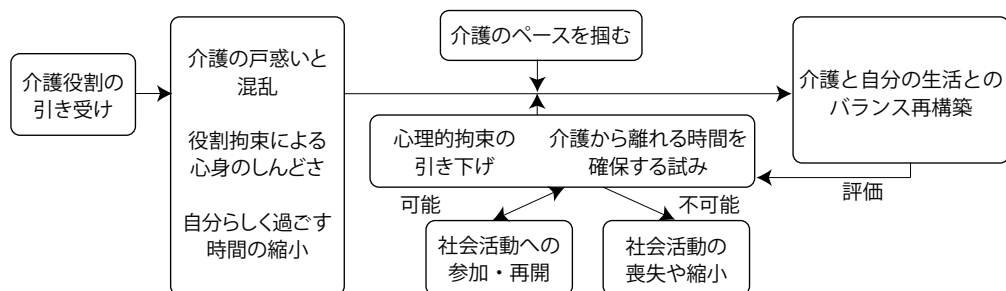 介護役割の
引き受け
介護の戸惑いと
混乱
役割拘束による
心身のしんどさ
自分らしく過ごす
時間の縮小
介護のペースを掴む
心理的拘束の
引き下げ
介護から離れる時間を
確保する試み
可能
不可能
社会活動への
参加・再開
社会活動の
喪失や縮小
介護と自分の生活との
バランス再構築
評価